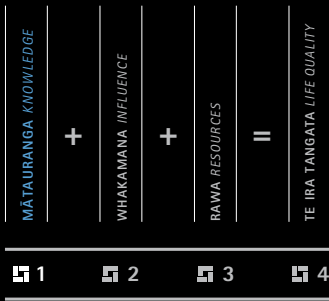 MĀTAURANGA KNOWLEDGE
+
WHAKAMANA INFLUENCE
+
RAWA RESOURCES
=
TE IRA TANGATA LIFE QUALITY
1 2 3 4